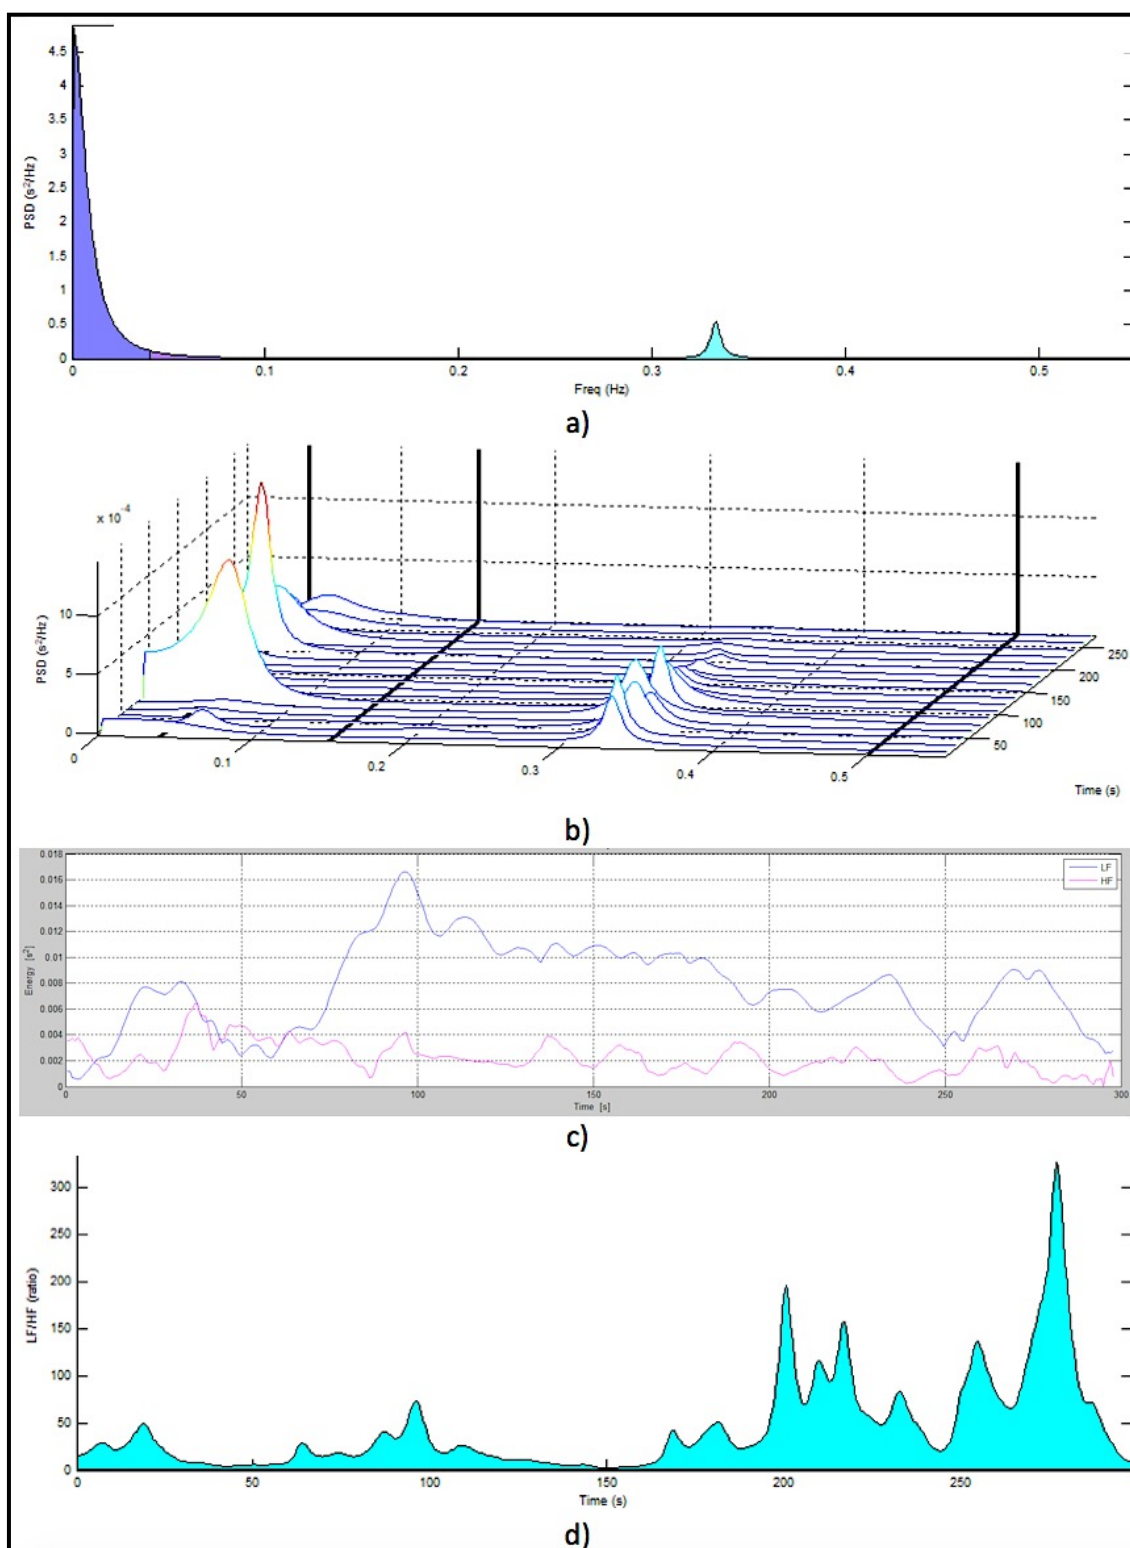 4.5
4
3.5
3
2.5
2
1.5
1
0.5
0
PSD (s²/Hz)
0 0.1 0.2 0.3 0.4 0.5
Freq (Hz)
a)
x 10⁻⁴
10
5
0
PSD (s²/Hz)
0 0.1 0.2 0.3 0.4 0.5
50 100 150 200 250
Time (s)
b)
0.018
0.016
0.014
0.012
0.01
0.008
0.006
0.004
0.002
0
Energy [s²]
LF
HF
0 50 100 150 200 250 300
Time [s]
c)
300
250
200
150
100
50
0
LF/HF (ratio)
0 50 100 150 200 250
Time (s)
d)